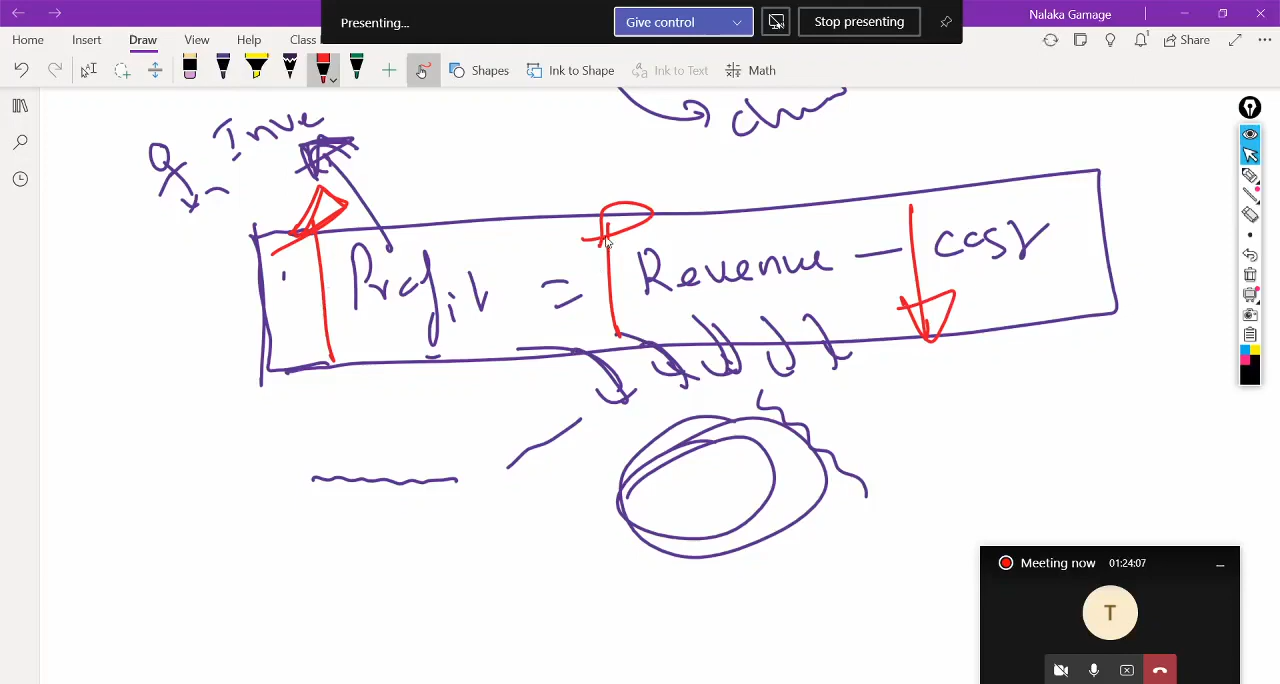 Presenting...
Give control
Stop presenting
Nalaka Gamage
Home Insert Draw View Help Class
Share
Shapes
Ink to Shape
Ink to Text
Math
Inve
Profit = Revenue - cost
Meeting now 01:24:07
T